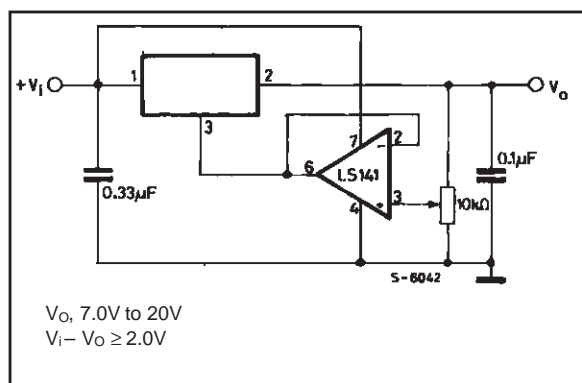 +Vi
1
2
Vo
3
7
2
6
LS141
3
4
0.33µF
10kΩ
0.1µF
S-6042
VO, 7.0V to 20V
Vi – VO ≥ 2.0V